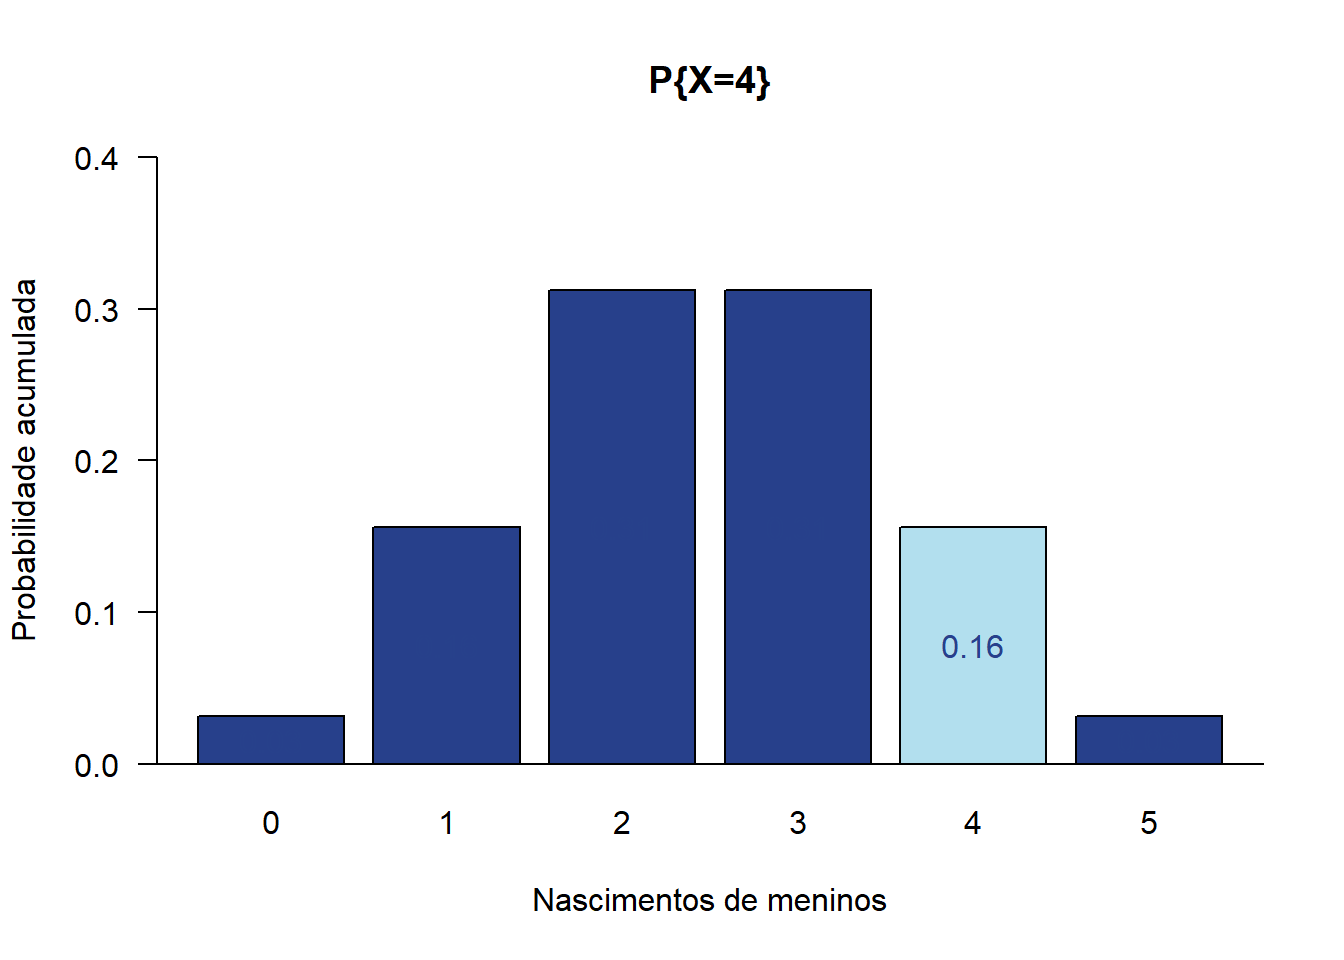 P{X=4}
Probabilidade acumulada
0.4
0.3
0.2
0.1
0.0
0.16
0 1 2 3 4 5
Nascimentos de meninos